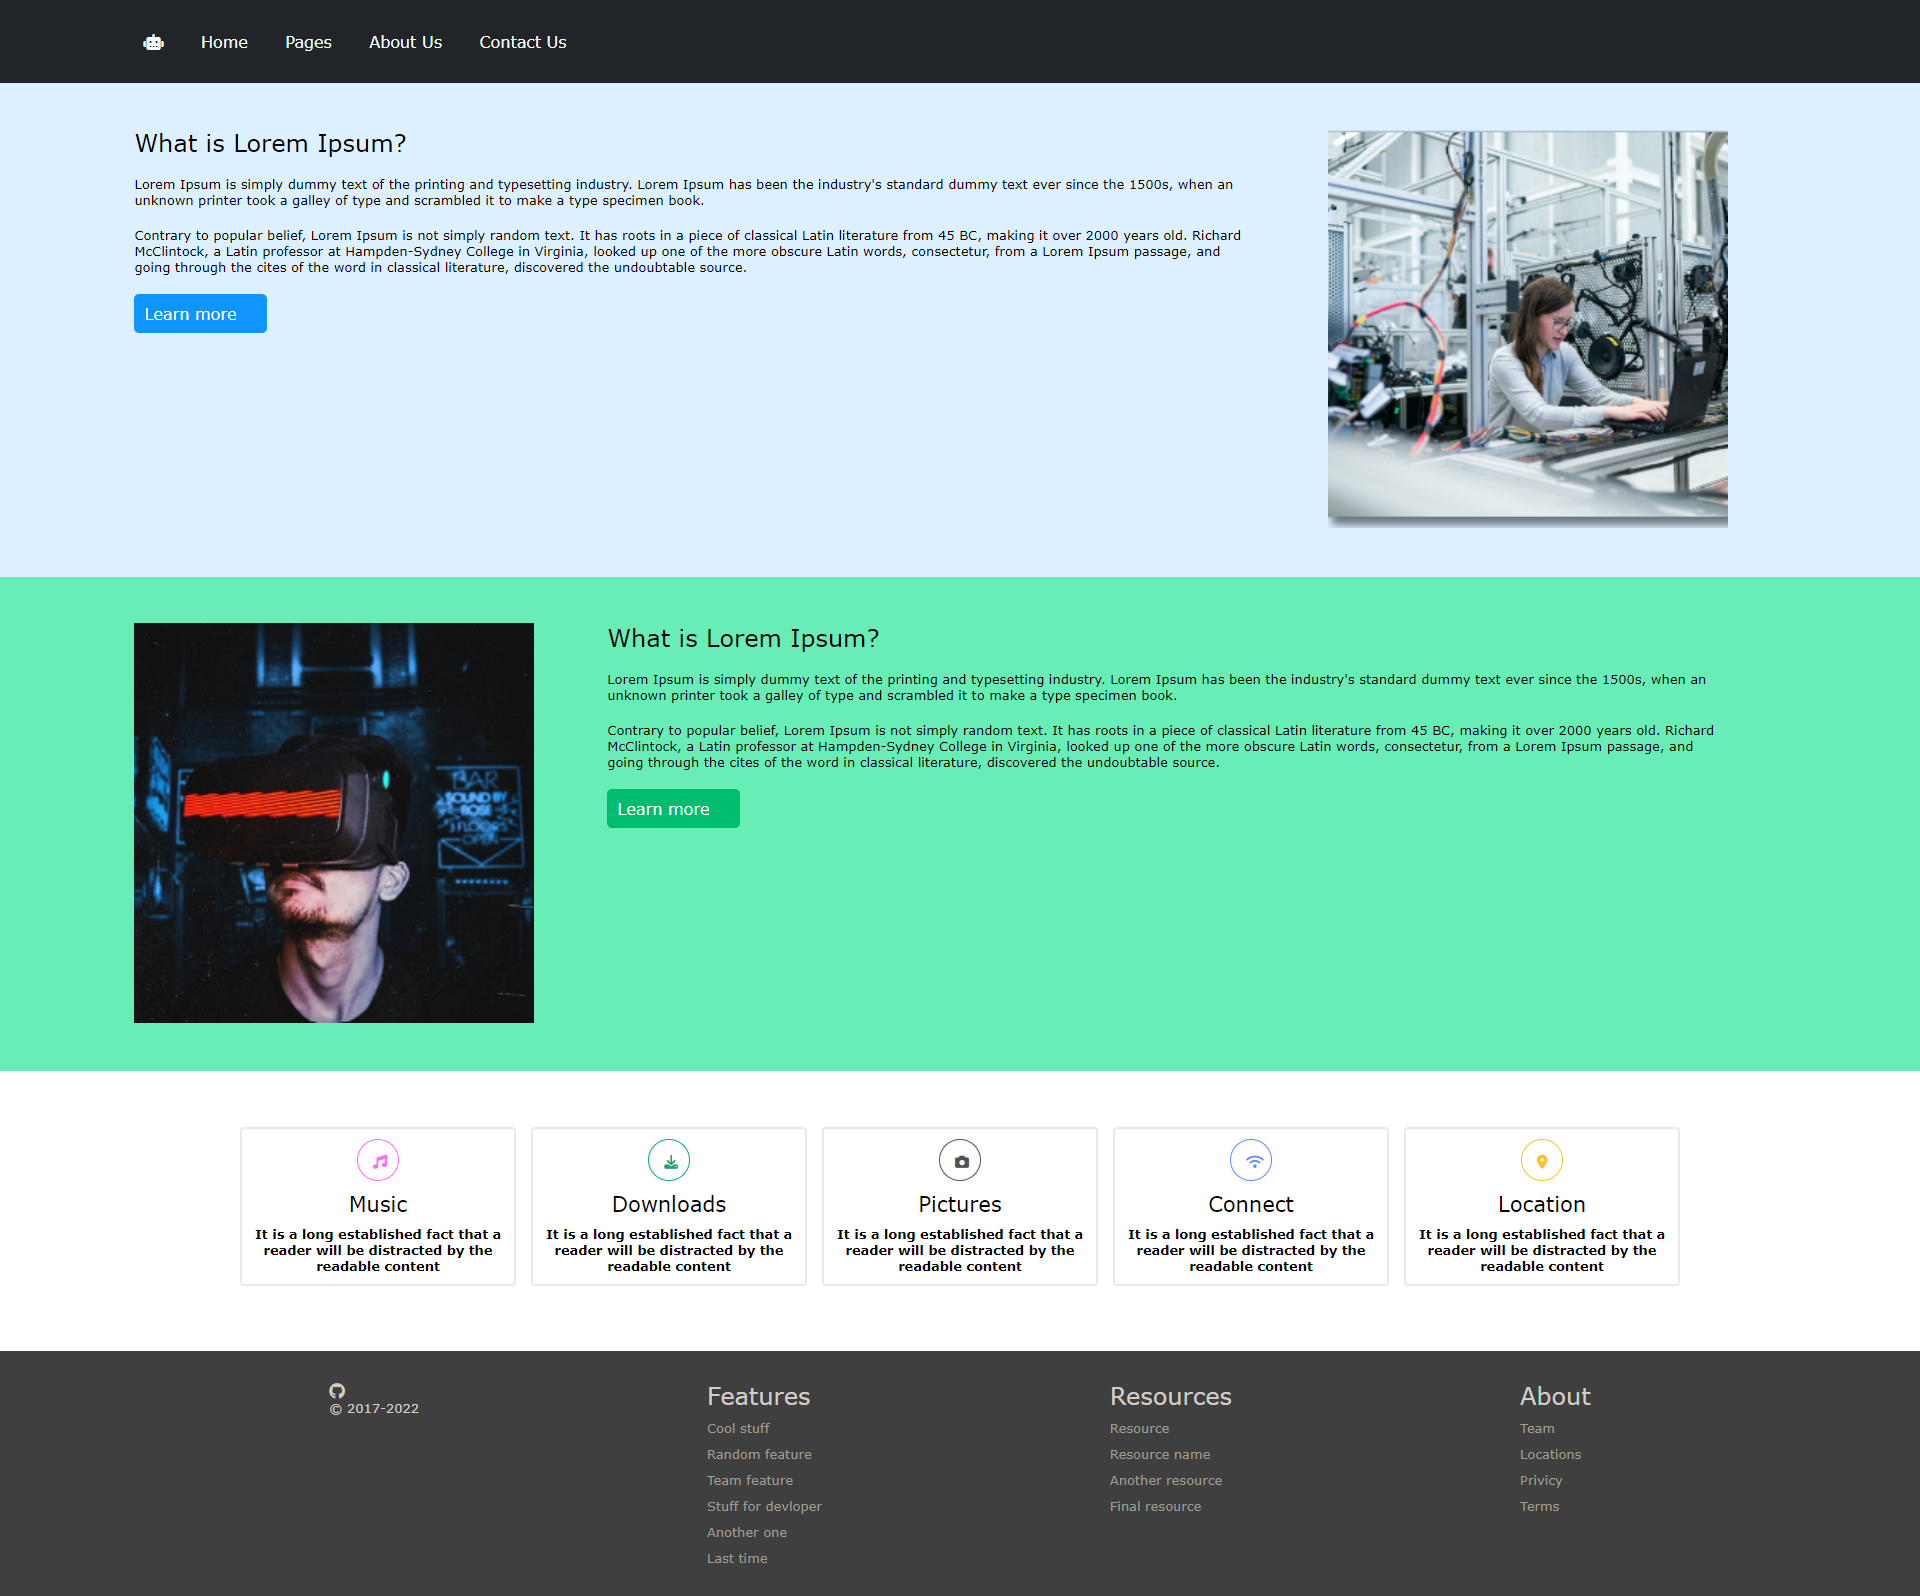 Home Pages About Us Contact Us
What is Lorem Ipsum?
Lorem Ipsum is simply dummy text of the printing and typesetting industry. Lorem Ipsum has been the industry's standard dummy text ever since the 1500s, when an
unknown printer took a galley of type and scrambled it to make a type specimen book.
Contrary to popular belief, Lorem Ipsum is not simply random text. It has roots in a piece of classical Latin literature from 45 BC, making it over 2000 years old. Richard
McClintock, a Latin professor at Hampden-Sydney College in Virginia, looked up one of the more obscure Latin words, consectetur, from a Lorem Ipsum passage, and
going through the cites of the word in classical literature, discovered the undoubtable source.
Learn more
BAR
SOUND BY
BOSE
3 FLOORS
OPEN
What is Lorem Ipsum?
Lorem Ipsum is simply dummy text of the printing and typesetting industry. Lorem Ipsum has been the industry's standard dummy text ever since the 1500s, when an
unknown printer took a galley of type and scrambled it to make a type specimen book.
Contrary to popular belief, Lorem Ipsum is not simply random text. It has roots in a piece of classical Latin literature from 45 BC, making it over 2000 years old. Richard
McClintock, a Latin professor at Hampden-Sydney College in Virginia, looked up one of the more obscure Latin words, consectetur, from a Lorem Ipsum passage, and
going through the cites of the word in classical literature, discovered the undoubtable source.
Learn more
Music
It is a long established fact that a
reader will be distracted by the
readable content
Downloads
It is a long established fact that a
reader will be distracted by the
readable content
Pictures
It is a long established fact that a
reader will be distracted by the
readable content
Connect
It is a long established fact that a
reader will be distracted by the
readable content
Location
It is a long established fact that a
reader will be distracted by the
readable content
© 2017-2022
Features
Cool stuff
Random feature
Team feature
Stuff for devloper
Another one
Last time
Resources
Resource
Resource name
Another resource
Final resource
About
Team
Locations
Privicy
Terms